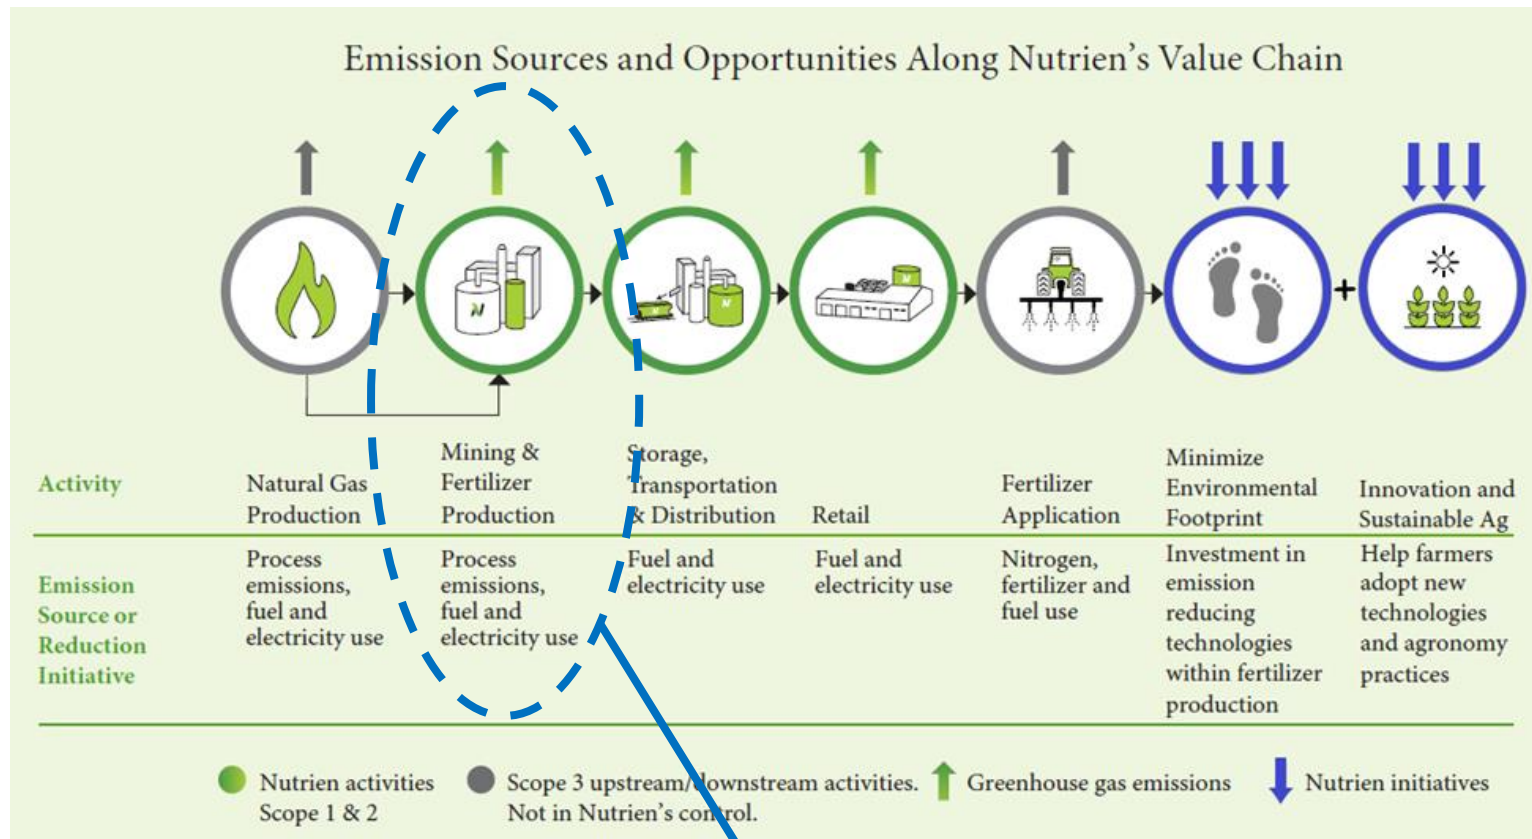 Emission Sources and Opportunities Along Nutrien's Value Chain
N
N
N
Activity
Natural Gas
Production
Mining &
Fertilizer
Production
Storage,
Transportation
& Distribution
Retail
Fertilizer
Application
Minimize
Environmental
Footprint
+
Innovation and
Sustainable Ag
Emission
Source or
Reduction
Initiative
Process
emissions,
fuel and
electricity use
Process
emissions,
fuel and
electricity use
Fuel and
electricity use
Fuel and
electricity use
Nitrogen,
fertilizer and
fuel use
Investment in
emission
reducing
technologies
within fertilizer
production
Help farmers
adopt new
technologies
and agronomy
practices
Nutrien activities
Scope 1 & 2
Scope 3 upstream/downstream activities.
Not in Nutrien's control.
Greenhouse gas emissions
Nutrien initiatives